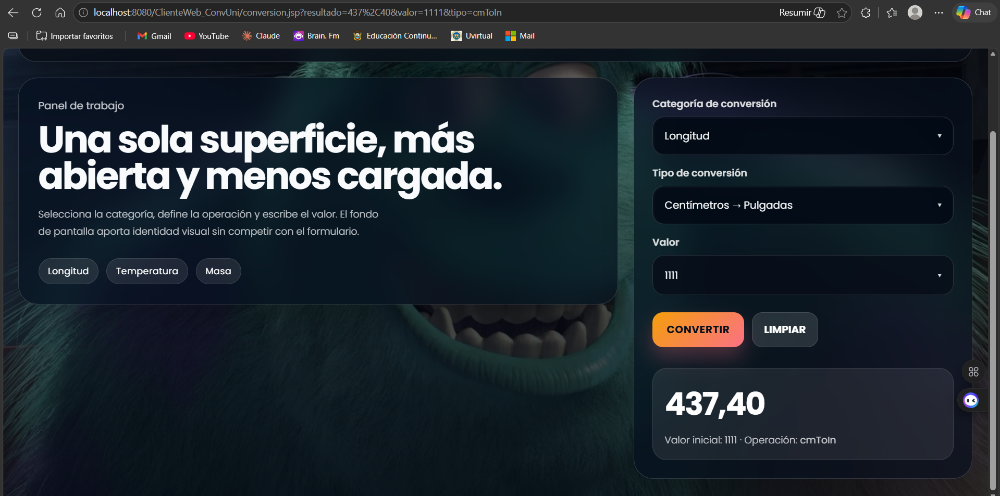 localhost:8080/ClienteWeb_ConvUni/conversion.jsp?resultado=437%2C40&valor=1111&tipo=cmToIn
Resumir
Chat
Importar favoritos
Gmail
YouTube
Claude
Brain. Fm
Educación Continu...
Uvirtual
Mail
Panel de trabajo
Una sola superficie, más
abierta y menos cargada.
Selecciona la categoría, define la operación y escribe el valor. El fondo
de pantalla aporta identidad visual sin competir con el formulario.
Longitud
Temperatura
Masa
Categoría de conversión
Longitud
Tipo de conversión
Centímetros → Pulgadas
Valor
1111
CONVERTIR
LIMPIAR
437,40
Valor inicial: 1111 · Operación: cmToIn